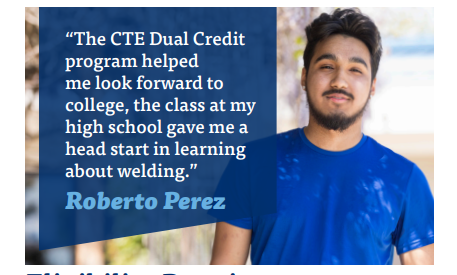 “The CTE Dual Credit
program helped
me look forward to
college, the class at my
high school gave me a
head start in learning
about welding.”
Roberto Perez